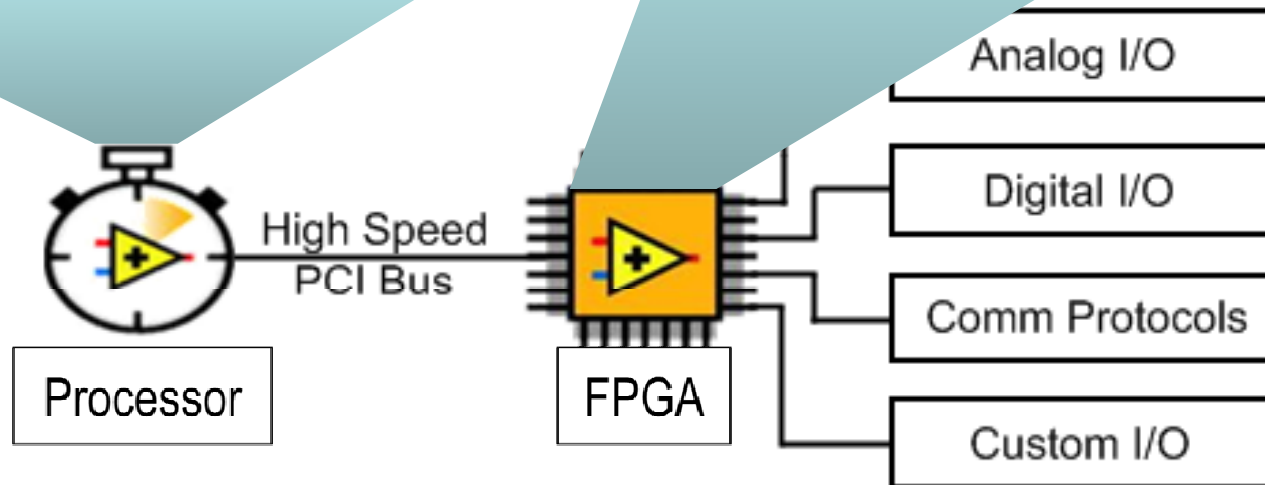 Analog I/O
Digital I/O
High Speed
PCI Bus
Comm Protocols
Processor
FPGA
Custom I/O